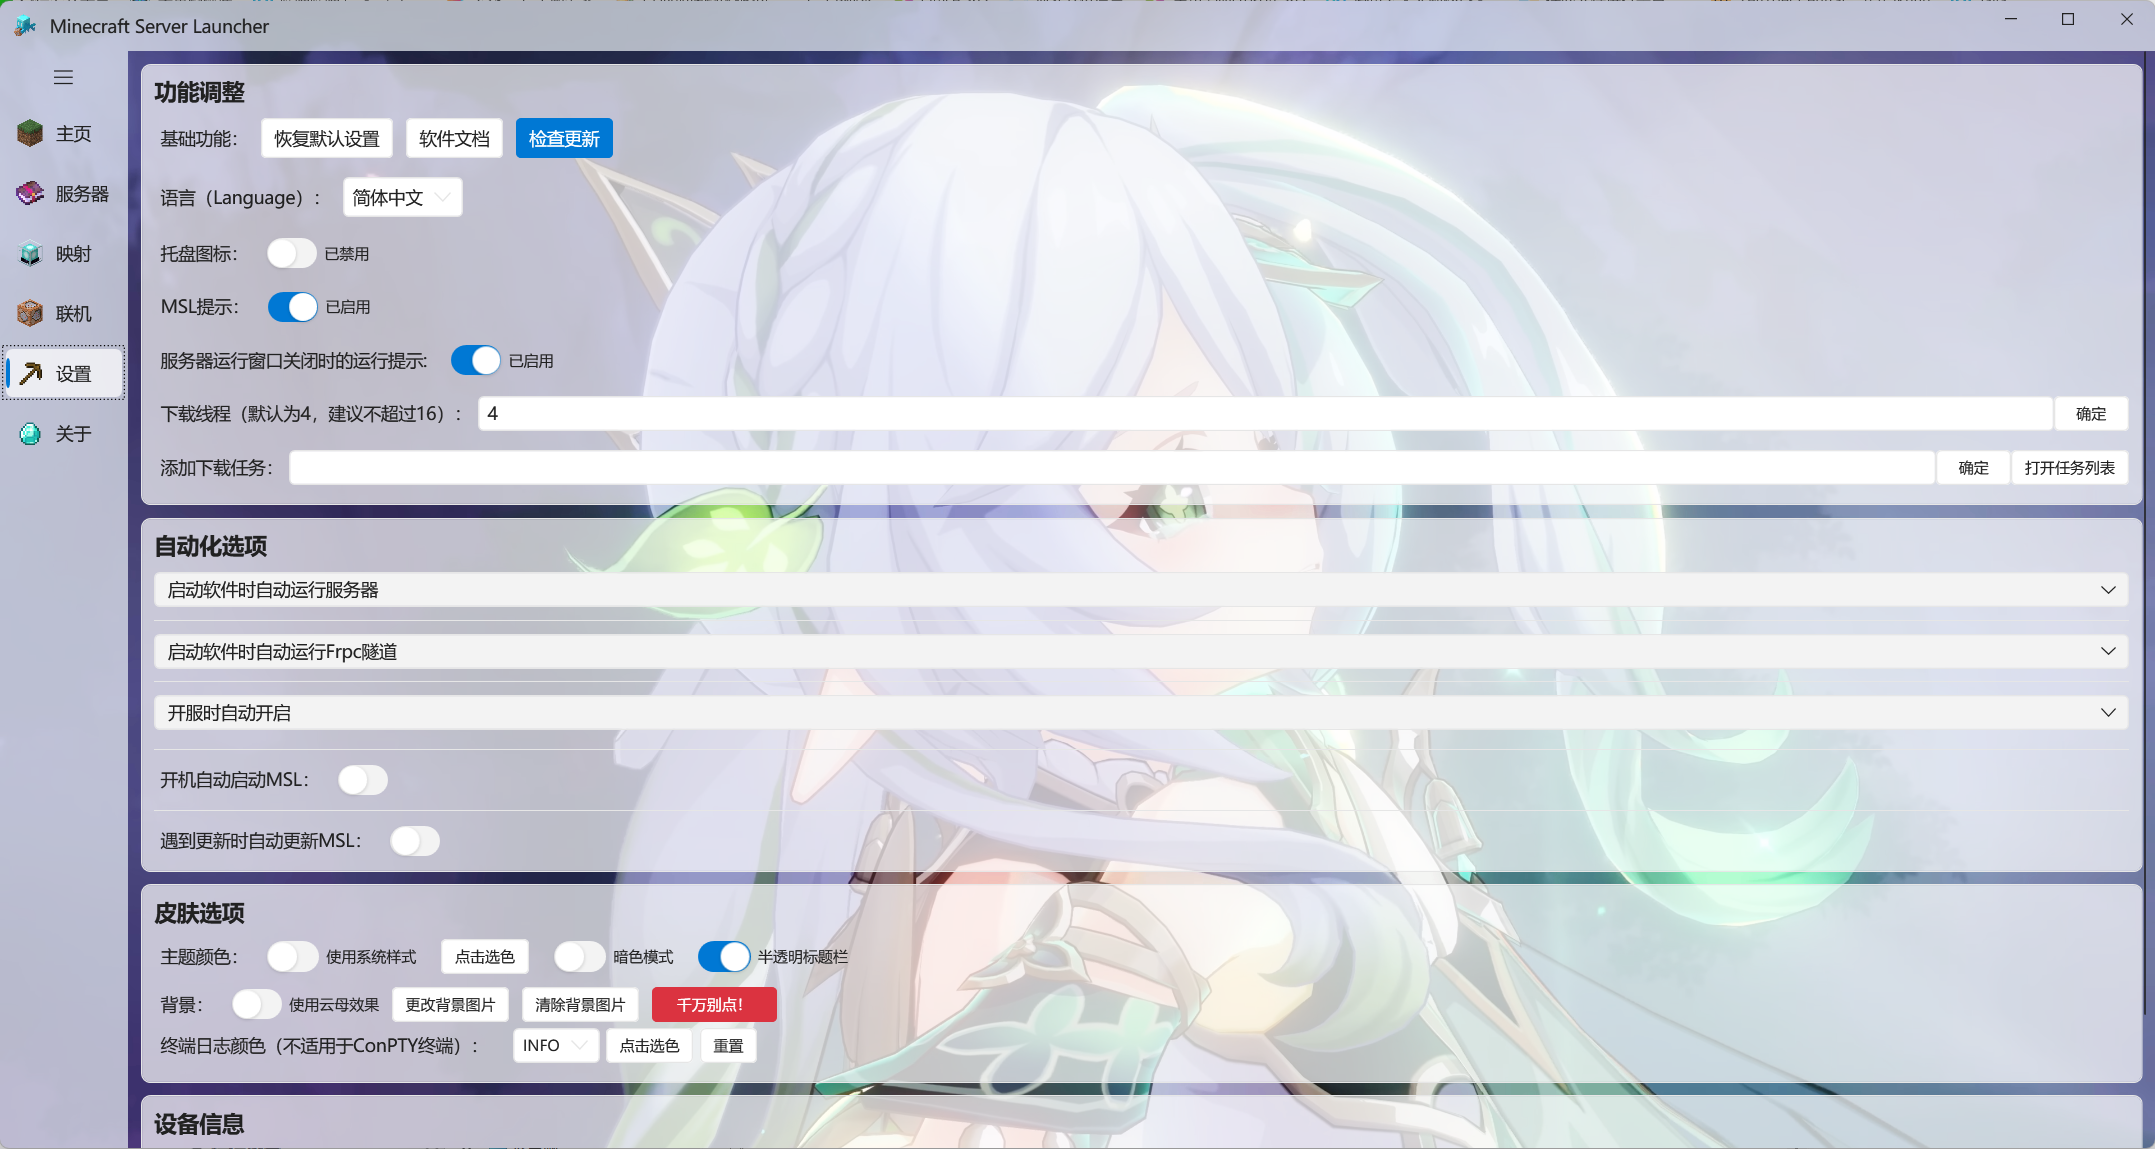 Minecraft Server Launcher
主页
服务器
映射
联机
设置
关于
功能调整
基础功能： 恢复默认设置 软件文档 检查更新
语言（Language）： 简体中文
托盘图标： 已禁用
MSL提示： 已启用
服务器运行窗口关闭时的运行提示: 已启用
下载线程（默认为4，建议不超过16）： 4 确定
添加下载任务： 确定 打开任务列表
自动化选项
启动软件时自动运行服务器
启动软件时自动运行Frpc隧道
开服时自动开启
开机自动启动MSL：
遇到更新时自动更新MSL：
皮肤选项
主题颜色： 使用系统样式 点击选色 暗色模式 半透明标题栏
背景： 使用云母效果 更改背景图片 清除背景图片 千万别点！
终端日志颜色（不适用于ConPTY终端）： INFO 点击选色 重置
设备信息